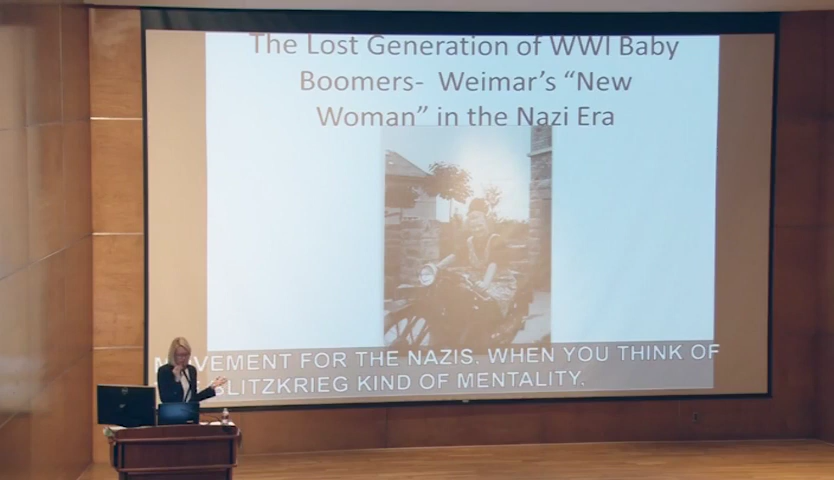 The Lost Generation of WWI Baby
Boomers- Weimar's “New
Woman” in the Nazi Era
MOVEMENT FOR THE NAZIS. WHEN YOU THINK OF
BLITZKRIEG KIND OF MENTALITY,